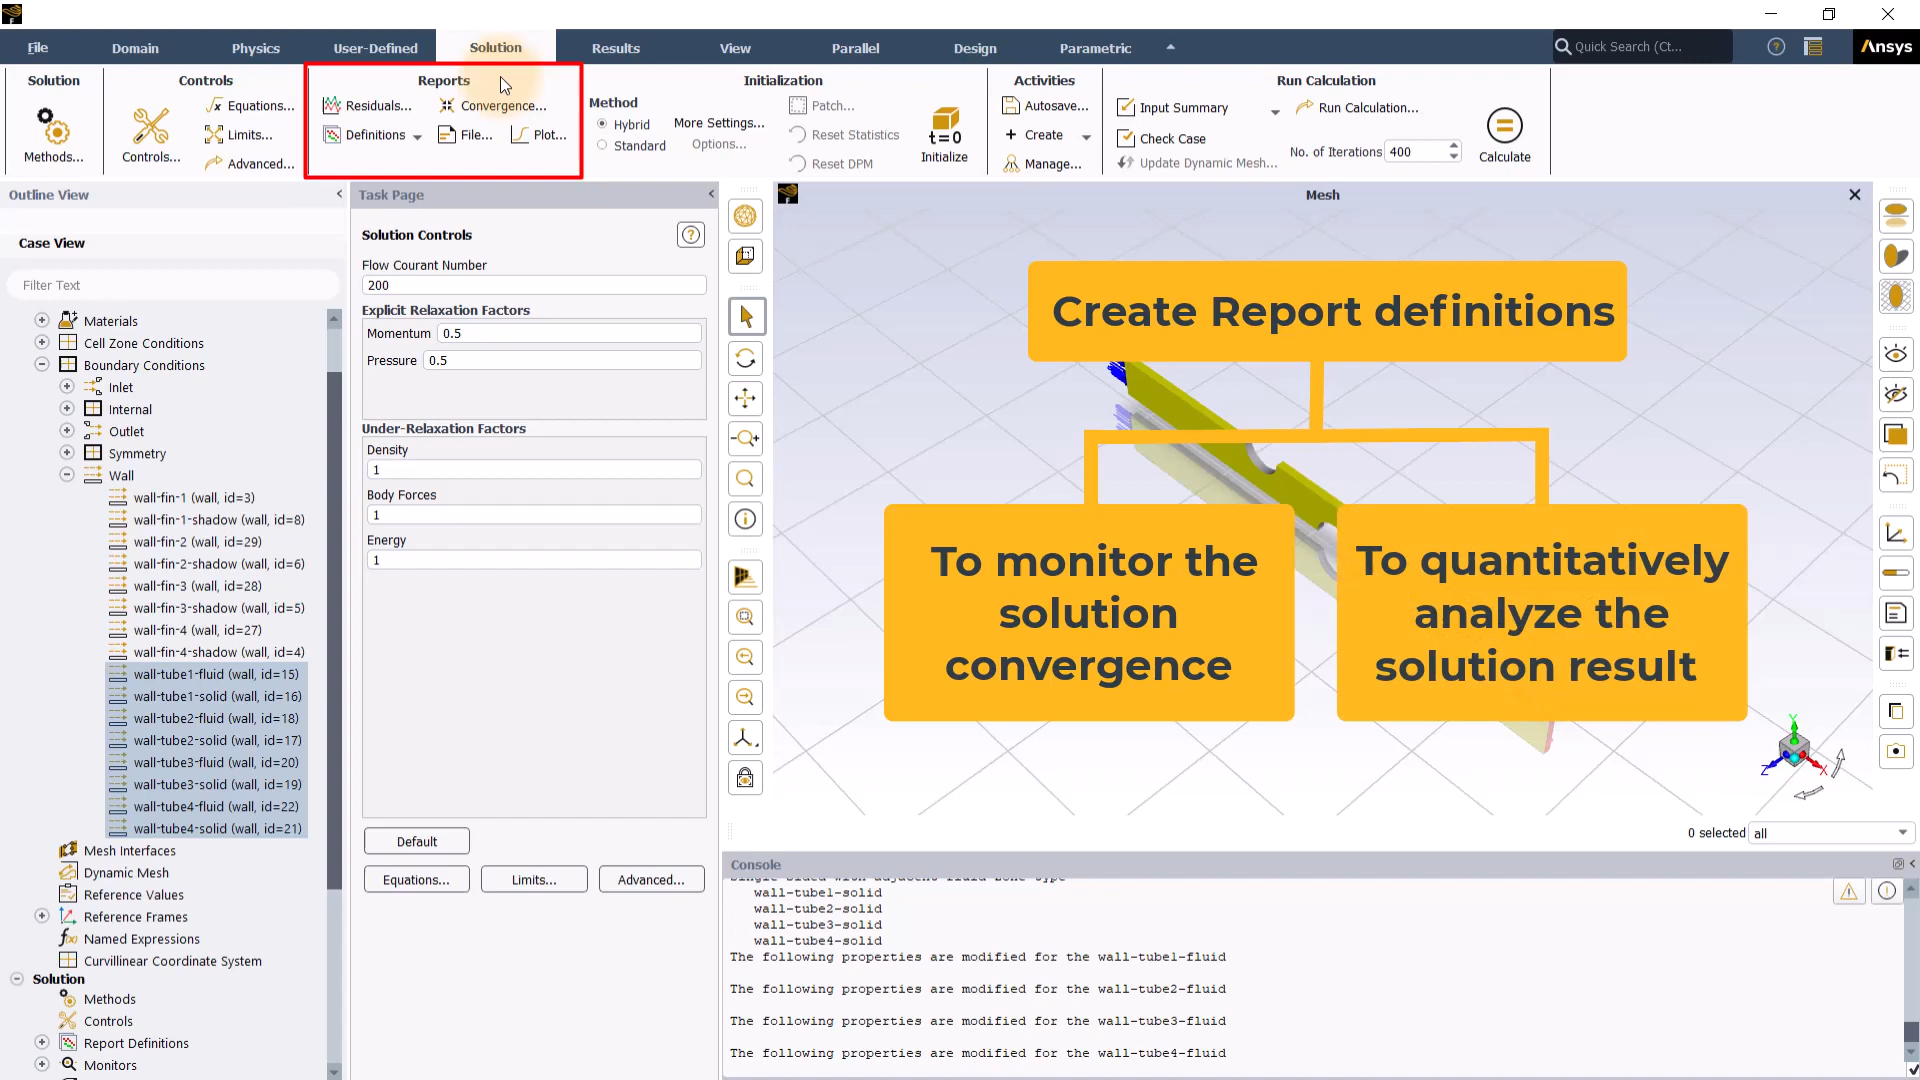 File
Domain
Physics
User-Defined
Solution
Results
View
Parallel
Design
Parametric
Quick Search (Ct...
Ansys
Solution
Methods...
Controls
Controls...
Equations...
Limits...
Advanced...
Reports
Residuals...
Convergence...
Definitions
File...
Plot...
Initialization
Method
Hybrid
Standard
More Settings...
Options...
Patch...
Reset Statistics
Reset DPM
t=0
Initialize
Activities
Autosave...
Create
Manage...
Run Calculation
Input Summary
Run Calculation...
Check Case
Update Dynamic Mesh...
No. of Iterations 400
Calculate
Outline View
Case View
Filter Text
Materials
Cell Zone Conditions
Boundary Conditions
Inlet
Internal
Outlet
Symmetry
Wall
wall-fin-1 (wall, id=3)
wall-fin-1-shadow (wall, id=8)
wall-fin-2 (wall, id=29)
wall-fin-2-shadow (wall, id=6)
wall-fin-3 (wall, id=28)
wall-fin-3-shadow (wall, id=5)
wall-fin-4 (wall, id=27)
wall-fin-4-shadow (wall, id=4)
wall-tube1-fluid (wall, id=15)
wall-tube1-solid (wall, id=16)
wall-tube2-fluid (wall, id=18)
wall-tube2-solid (wall, id=17)
wall-tube3-fluid (wall, id=20)
wall-tube3-solid (wall, id=19)
wall-tube4-fluid (wall, id=22)
wall-tube4-solid (wall, id=21)
Mesh Interfaces
Dynamic Mesh
Reference Values
Reference Frames
Named Expressions
Curvillinear Coordinate System
Solution
Methods
Controls
Report Definitions
Monitors
Task Page
Solution Controls
Flow Courant Number
200
Explicit Relaxation Factors
Momentum 0.5
Pressure 0.5
Under-Relaxation Factors
Density
1
Body Forces
1
Energy
1
Default
Equations...
Limits...
Advanced...
Mesh
Create Report definitions
To monitor the
solution
convergence
To quantitatively
analyze the
solution result
Y
Z
X
0 selected all
Console
single-sided with adjacent fluid zone type
wall-tube1-solid
wall-tube2-solid
wall-tube3-solid
wall-tube4-solid
The following properties are modified for the wall-tube1-fluid
The following properties are modified for the wall-tube2-fluid
The following properties are modified for the wall-tube3-fluid
The following properties are modified for the wall-tube4-fluid